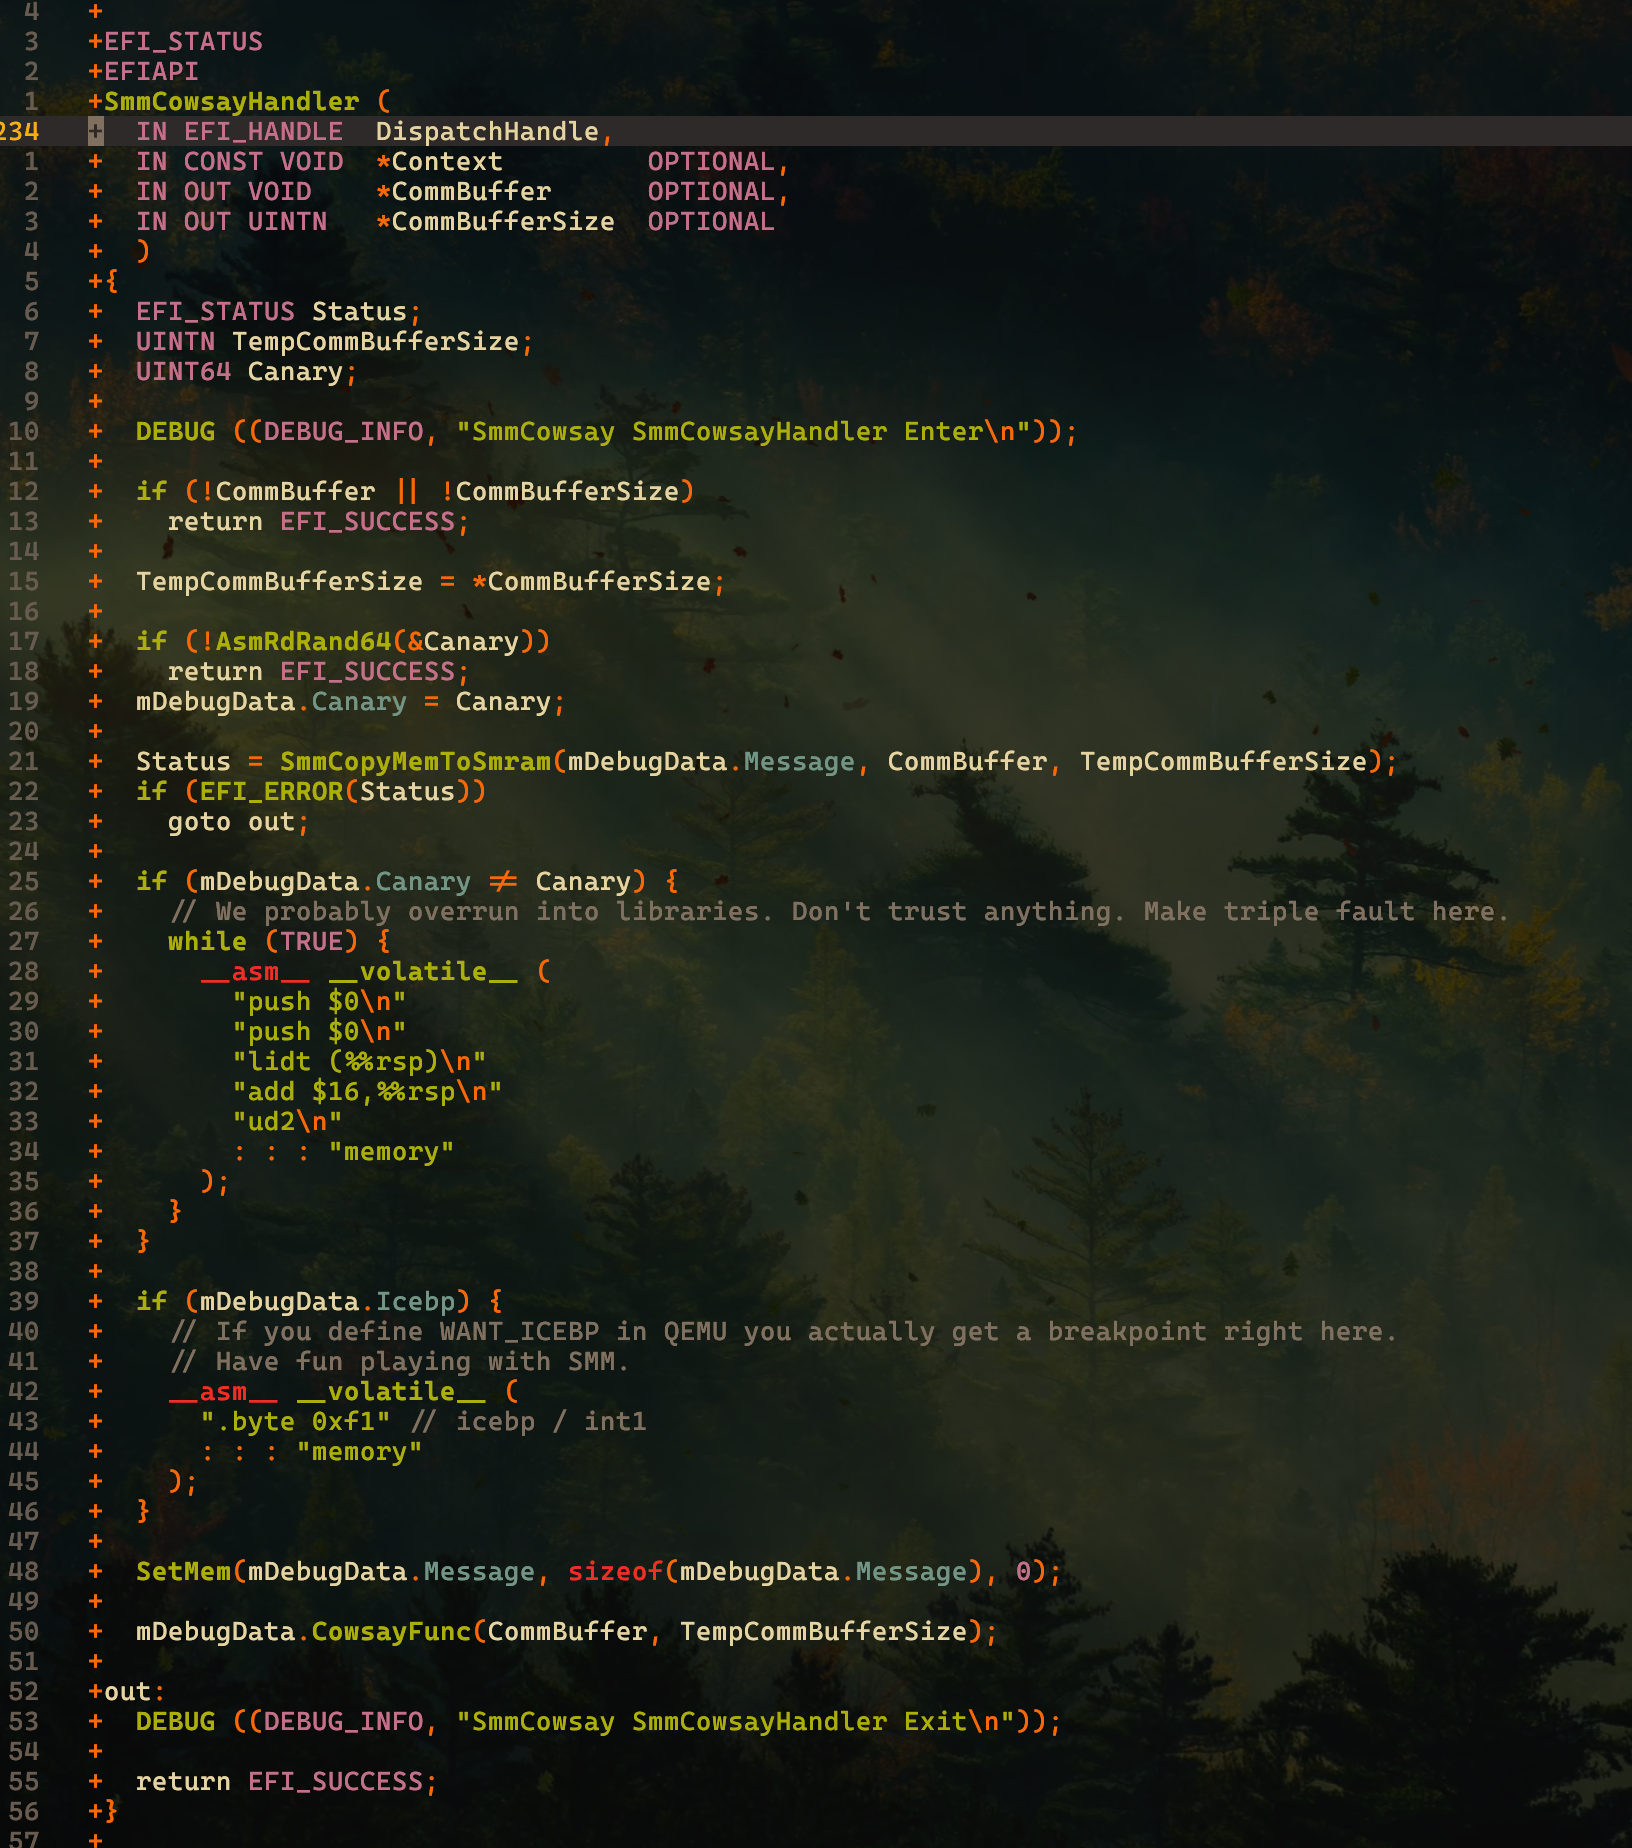 4     +
3     +EFI_STATUS
2     +EFIAPI
1     +SmmCowsayHandler (
234   +  IN EFI_HANDLE  DispatchHandle,
1     +  IN CONST VOID  *Context         OPTIONAL,
2     +  IN OUT VOID    *CommBuffer      OPTIONAL,
3     +  IN OUT UINTN   *CommBufferSize  OPTIONAL
4     +  )
5     +{
6     +  EFI_STATUS Status;
7     +  UINTN TempCommBufferSize;
8     +  UINT64 Canary;
9     +
10    +  DEBUG ((DEBUG_INFO, "SmmCowsay SmmCowsayHandler Enter\n"));
11    +
12    +  if (!CommBuffer || !CommBufferSize)
13    +    return EFI_SUCCESS;
14    +
15    +  TempCommBufferSize = *CommBufferSize;
16    +
17    +  if (!AsmRdRand64(&Canary))
18    +    return EFI_SUCCESS;
19    +  mDebugData.Canary = Canary;
20    +
21    +  Status = SmmCopyMemToSmram(mDebugData.Message, CommBuffer, TempCommBufferSize);
22    +  if (EFI_ERROR(Status))
23    +    goto out;
24    +
25    +  if (mDebugData.Canary != Canary) {
26    +    // We probably overrun into libraries. Don't trust anything. Make triple fault here.
27    +    while (TRUE) {
28    +      __asm__ __volatile__ (
29    +        "push $0\n"
30    +        "push $0\n"
31    +        "lidt (%%rsp)\n"
32    +        "add $16,%%rsp\n"
33    +        "ud2\n"
34    +        : : : "memory"
35    +      );
36    +    }
37    +  }
38    +
39    +  if (mDebugData.Icebp) {
40    +    // If you define WANT_ICEBP in QEMU you actually get a breakpoint right here.
41    +    // Have fun playing with SMM.
42    +    __asm__ __volatile__ (
43    +      ".byte 0xf1" // icebp / int1
44    +      : : : "memory"
45    +    );
46    +  }
47    +
48    +  SetMem(mDebugData.Message, sizeof(mDebugData.Message), 0);
49    +
50    +  mDebugData.CowsayFunc(CommBuffer, TempCommBufferSize);
51    +
52    +out:
53    +  DEBUG ((DEBUG_INFO, "SmmCowsay SmmCowsayHandler Exit\n"));
54    +
55    +  return EFI_SUCCESS;
56    +}
57    +